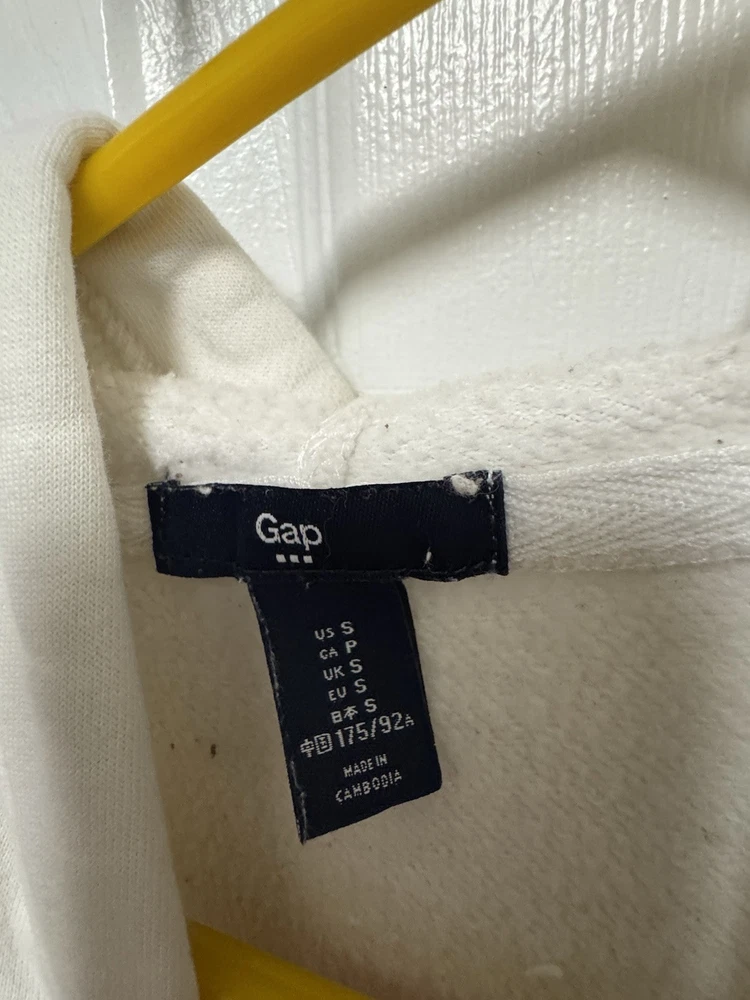 Gap
US S
CA P
UK S
EU S
日本 S
中国 175/92A
MADE IN
CAMBODIA